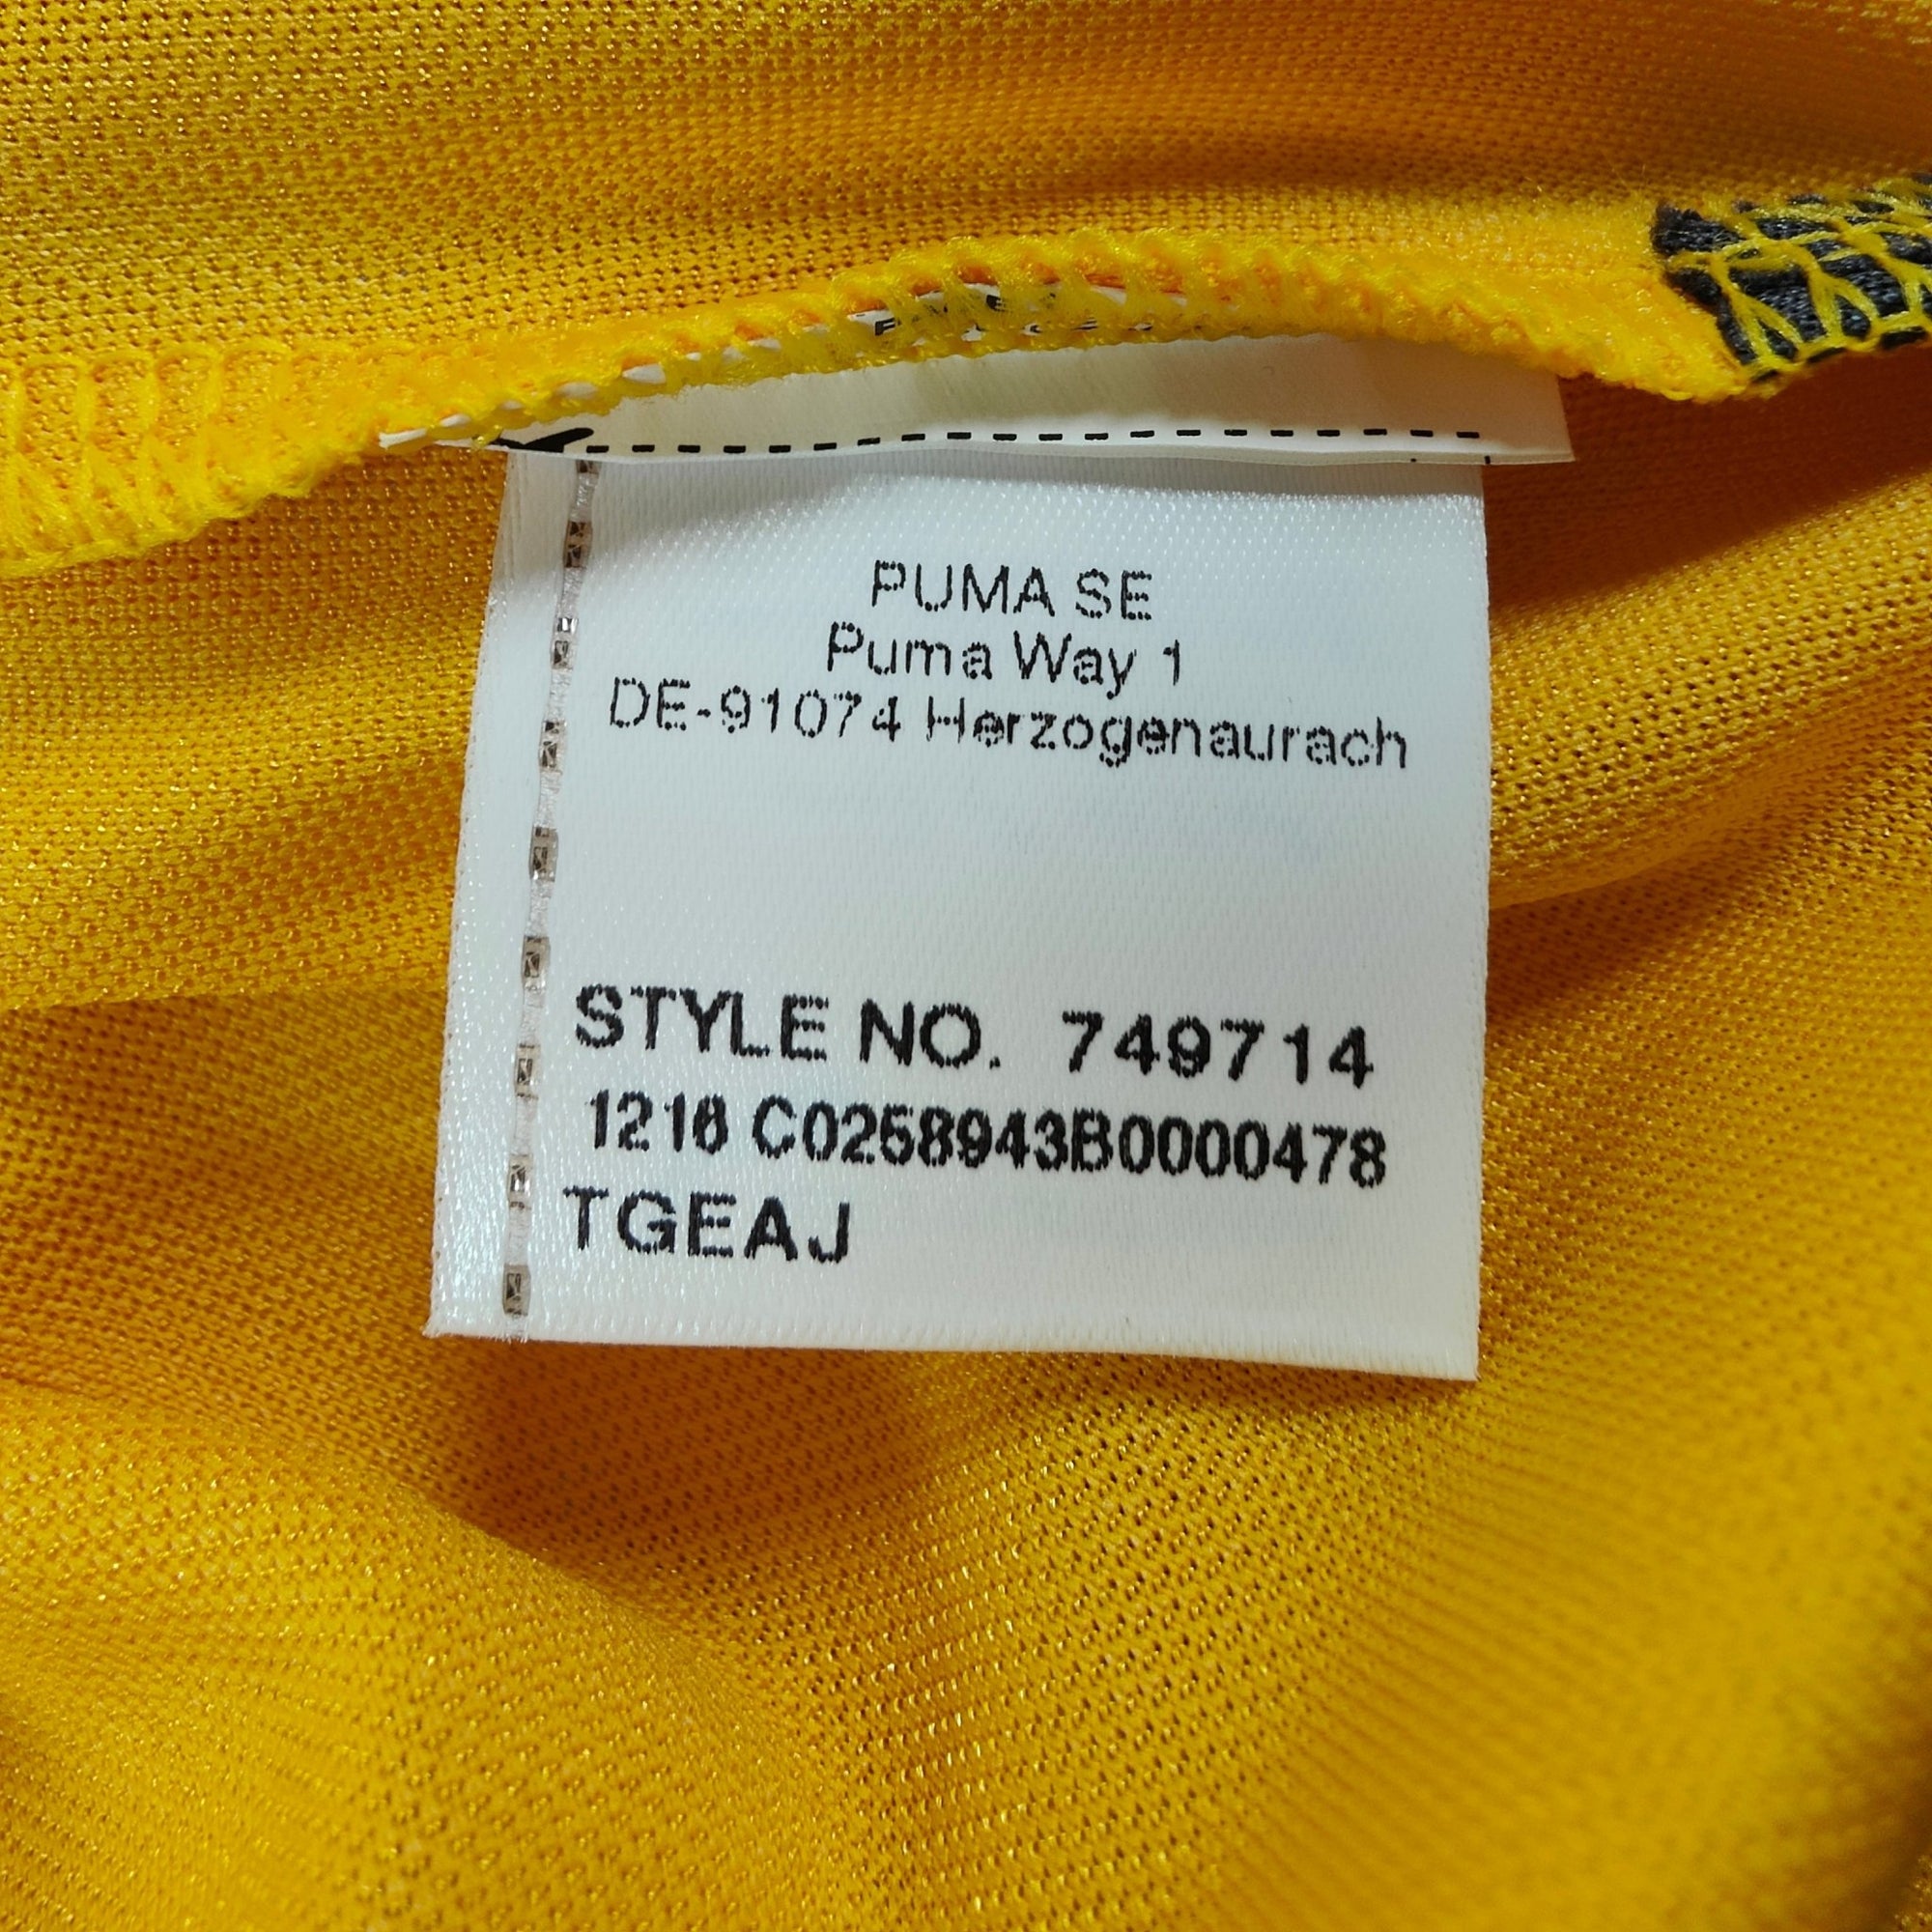 PUMA SE
Puma Way 1
DE-91074 Herzogenaurach
STYLE NO. 749714
1216 C0258943B0000478
TGEAJ